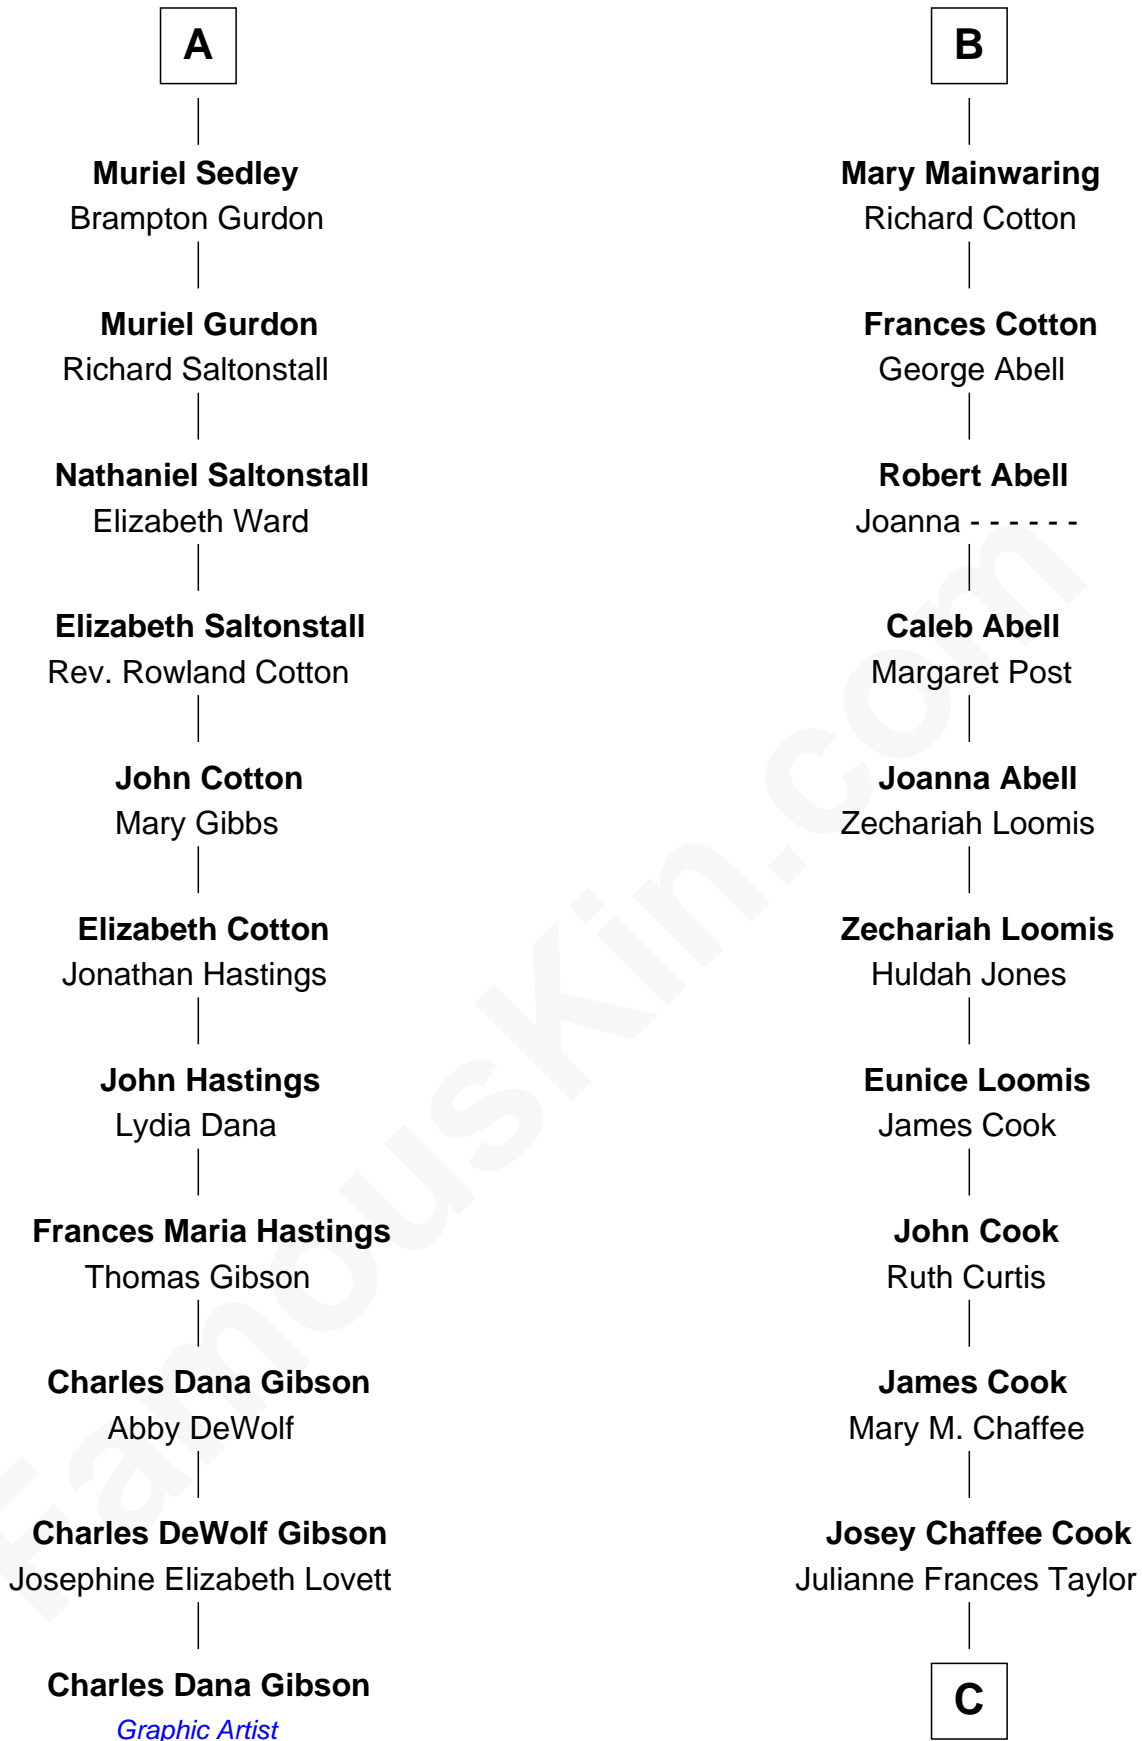 A
Muriel Sedley
Brampton Gurdon
Muriel Gurdon
Richard Saltonstall
Nathaniel Saltonstall
Elizabeth Ward
Elizabeth Saltonstall
Rev. Rowland Cotton
John Cotton
Mary Gibbs
Elizabeth Cotton
Jonathan Hastings
John Hastings
Lydia Dana
Frances Maria Hastings
Thomas Gibson
Charles Dana Gibson
Abby DeWolf
Charles DeWolf Gibson
Josephine Elizabeth Lovett
Charles Dana Gibson
Graphic Artist
B
Mary Mainwaring
Richard Cotton
Frances Cotton
George Abell
Robert Abell
Joanna - - - - - -
Caleb Abell
Margaret Post
Joanna Abell
Zechariah Loomis
Zechariah Loomis
Huldah Jones
Eunice Loomis
James Cook
John Cook
Ruth Curtis
James Cook
Mary M. Chaffee
Josey Chaffee Cook
Julianne Frances Taylor
C
FamousKin.com